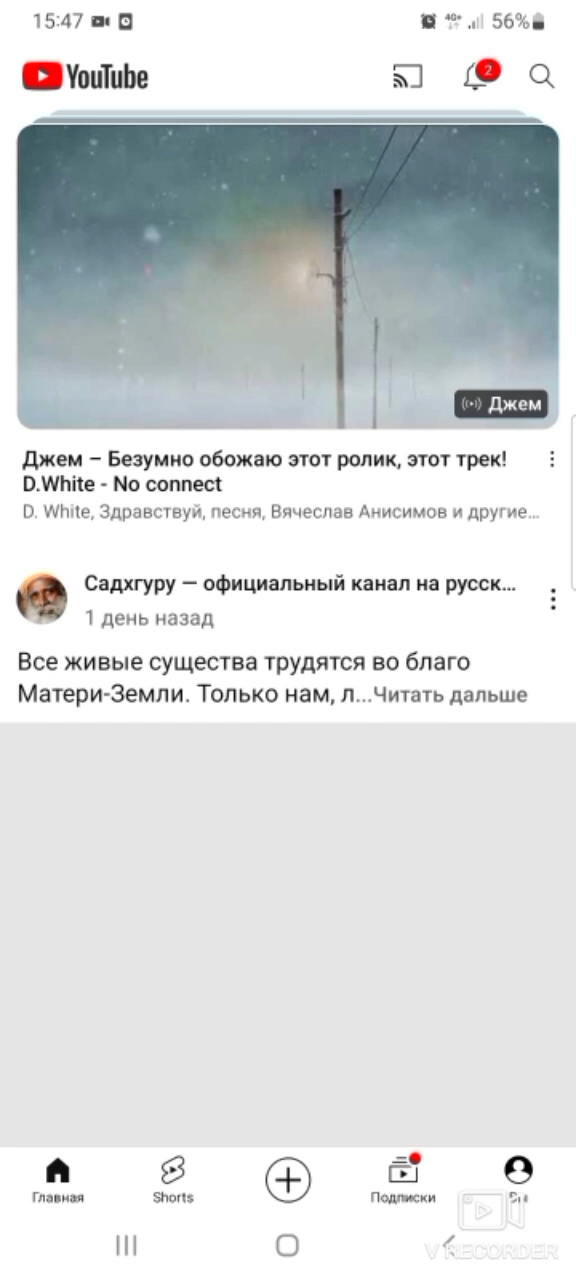 15:47 56%
YouTube
2
Джем
Джем – Безумно обожаю этот ролик, этот трек!
D.White - No connect
D. White, Здравствуй, песня, Вячеслав Анисимов и другие...
Садхгуру — официальный канал на русск...
1 день назад
Все живые существа трудятся во благо
Матери-Земли. Только нам, л...Читать дальше
Главная Shorts Подписки Вы
V RECORDER